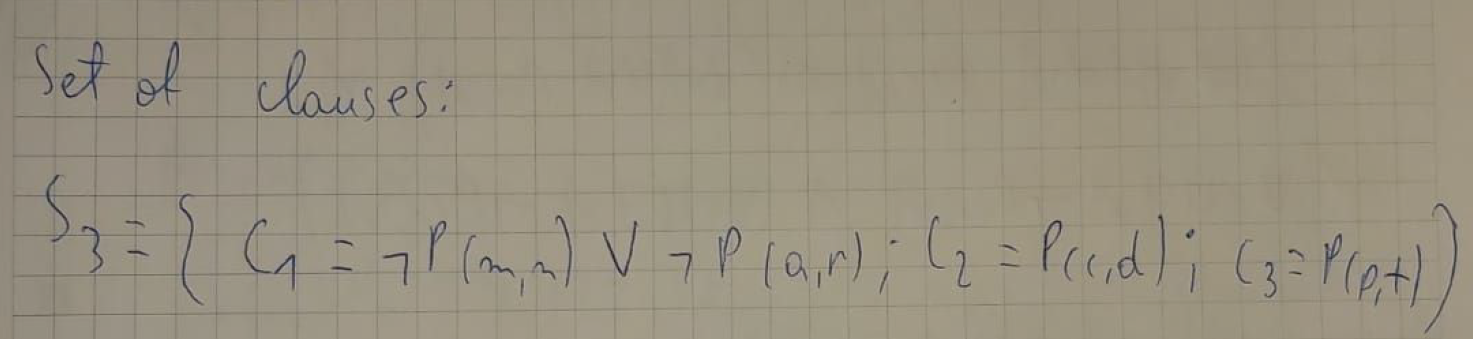 Set of clauses:
S₃ = { C₁ = ¬P(m,n) ∨ ¬P(a,r); C₂ = P(c,d); C₃ = P(p,t) }